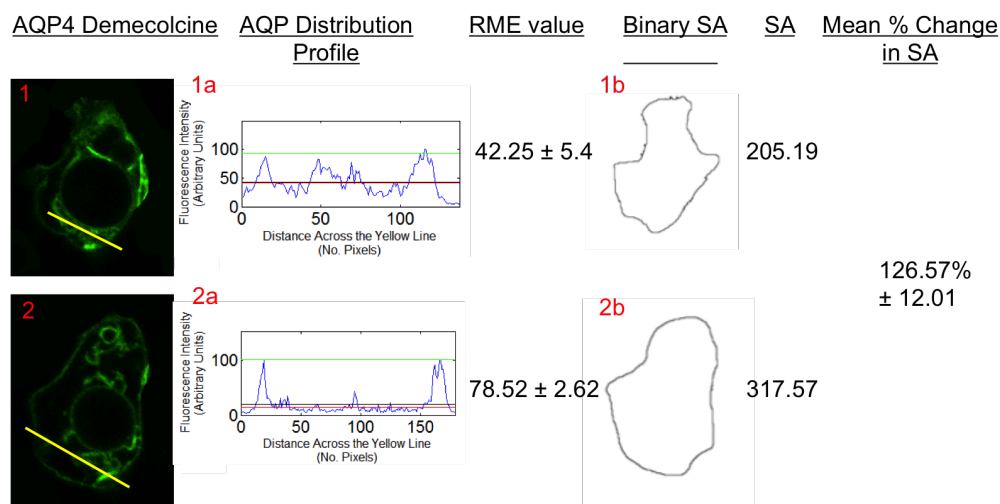 AQP4 Demecolcine
AQP Distribution
Profile
RME value
Binary SA
SA
Mean % Change
in SA
1
1a
Fluorescence Intensity
(Arbitrary Units)
100
50
0
0
50
100
Distance Across the Yellow Line
(No. Pixels)
42.25 ± 5.4
1b
205.19
126.57%
± 12.01
2
2a
Fluorescence Intensity
(Arbitrary Units)
100
50
0
0
50
100
150
Distance Across the Yellow Line
(No. Pixels)
78.52 ± 2.62
2b
317.57